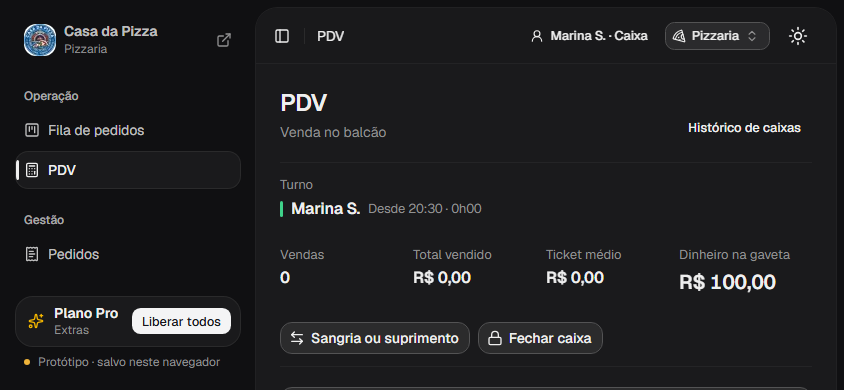 Casa da Pizza
Pizzaria
Operação
Fila de pedidos
PDV
Gestão
Pedidos
Plano Pro
Extras
Liberar todos
Protótipo · salvo neste navegador
PDV
Marina S. · Caixa
Pizzaria
PDV
Venda no balcão
Histórico de caixas
Turno
Marina S. Desde 20:30 · 0h00
Vendas
0
Total vendido
R$ 0,00
Ticket médio
R$ 0,00
Dinheiro na gaveta
R$ 100,00
Sangria ou suprimento
Fechar caixa